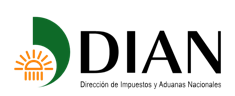 DIAN
Dirección de Impuestos y Aduanas Nacionales